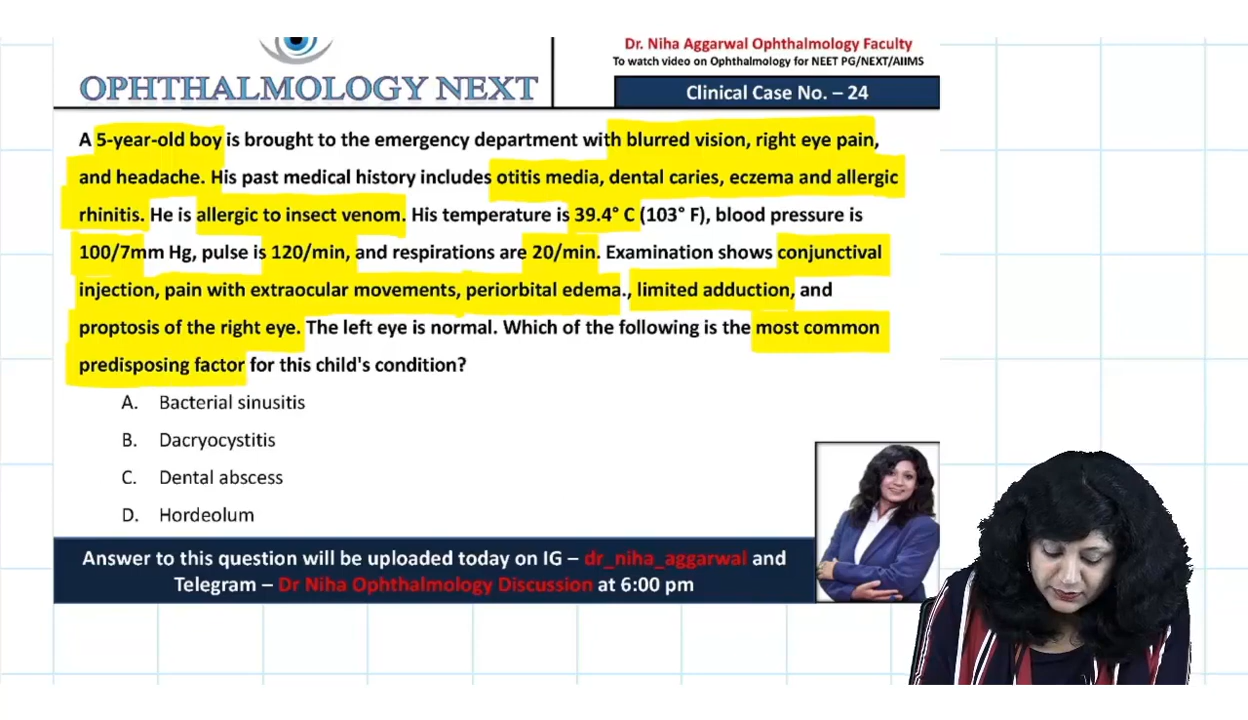 Dr. Niha Aggarwal Ophthalmology Faculty
To watch video on Ophthalmology for NEET PG/NEXT/AIIMS
OPHTHALMOLOGY NEXT
Clinical Case No. – 24
A 5-year-old boy is brought to the emergency department with blurred vision, right eye pain,
and headache. His past medical history includes otitis media, dental caries, eczema and allergic
rhinitis. He is allergic to insect venom. His temperature is 39.4° C (103° F), blood pressure is
100/7mm Hg, pulse is 120/min, and respirations are 20/min. Examination shows conjunctival
injection, pain with extraocular movements, periorbital edema., limited adduction, and
proptosis of the right eye. The left eye is normal. Which of the following is the most common
predisposing factor for this child's condition?
A. Bacterial sinusitis
B. Dacryocystitis
C. Dental abscess
D. Hordeolum
Answer to this question will be uploaded today on IG – dr_niha_aggarwal and
Telegram – Dr Niha Ophthalmology Discussion at 6:00 pm